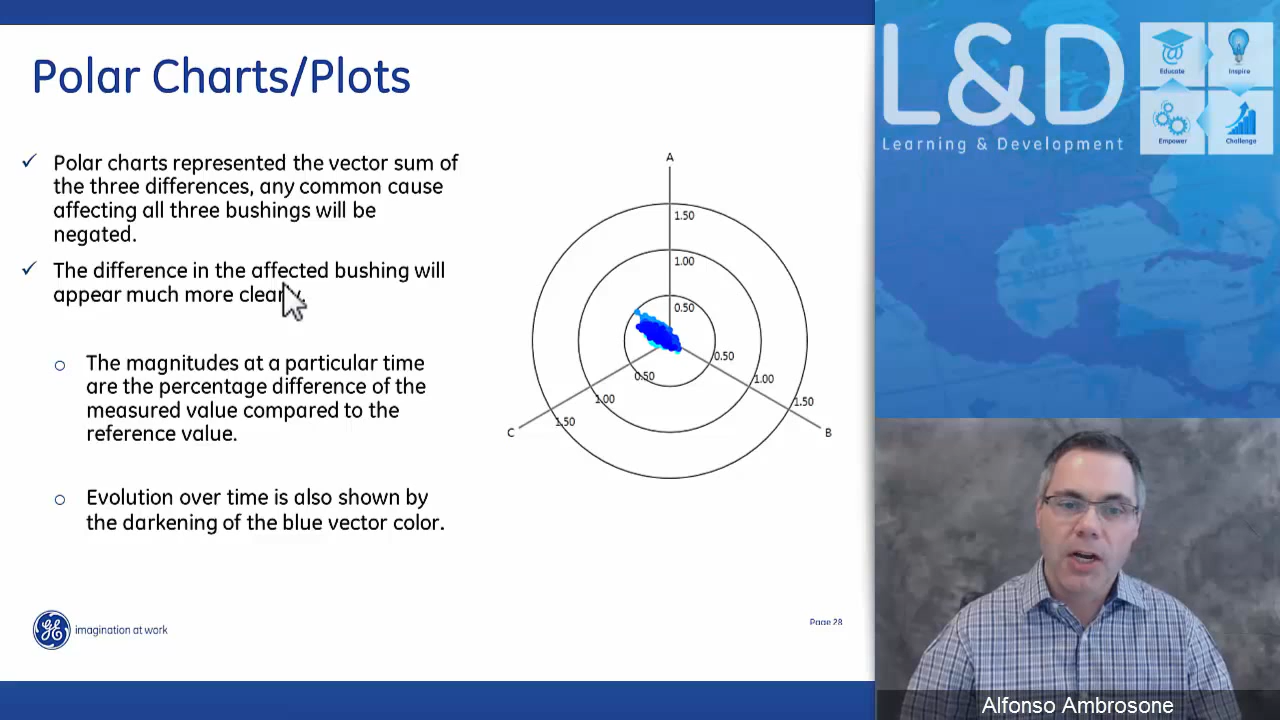 Polar Charts/Plots
✓ Polar charts represented the vector sum of
the three differences, any common cause
affecting all three bushings will be
negated.
✓ The difference in the affected bushing will
appear much more clearly.
o The magnitudes at a particular time
are the percentage difference of the
measured value compared to the
reference value.
o Evolution over time is also shown by
the darkening of the blue vector color.
A
1.50
1.00
0.50
0.50
1.00
1.50
B
0.50
1.00
1.50
C
GE imagination at work
Page 28
L&D
Learning & Development
Educate
Inspire
Empower
Challenge
Alfonso Ambrosone